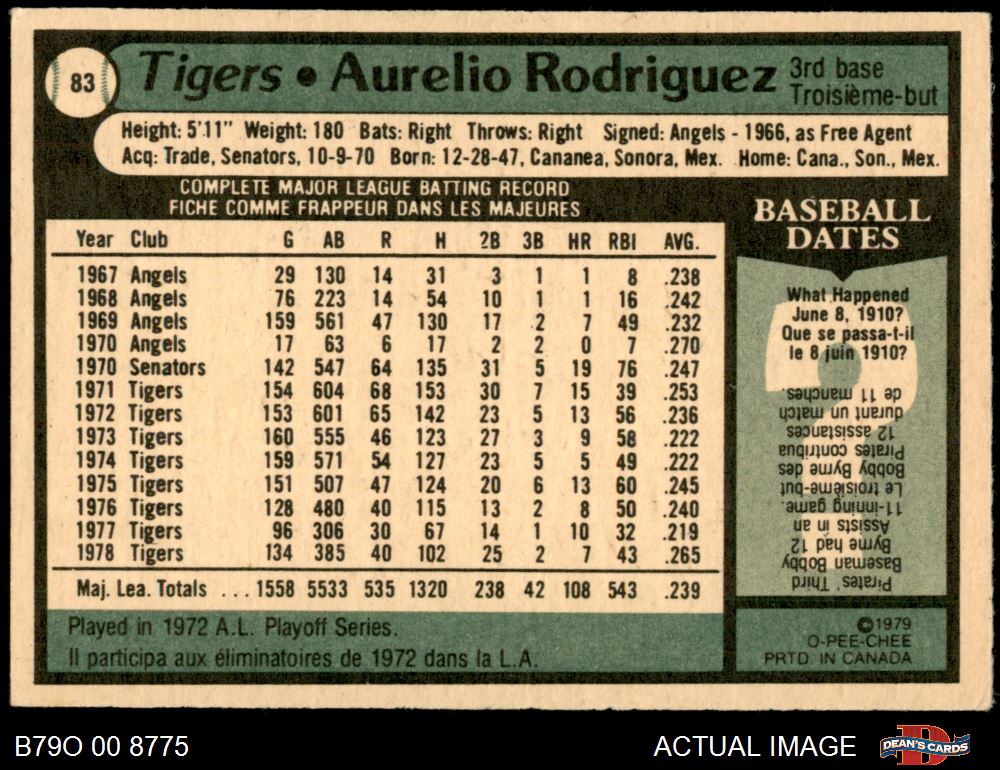 83
Tigers • Aurelio Rodriguez
3rd base
Troisième-but
Height: 5'11" Weight: 180 Bats: Right Throws: Right Signed: Angels - 1966, as Free Agent
Acq: Trade, Senators, 10-9-70 Born: 12-28-47, Cananea, Sonora, Mex. Home: Cana., Son., Mex.
COMPLETE MAJOR LEAGUE BATTING RECORD
FICHE COMME FRAPPEUR DANS LES MAJEURES
Year Club G AB R H 2B 3B HR RBI AVG.
1967 Angels 29 130 14 31 3 1 1 8 .238
1968 Angels 76 223 14 54 10 1 1 16 .242
1969 Angels 159 561 47 130 17 2 7 49 .232
1970 Angels 17 63 6 17 2 2 0 7 .270
1970 Senators 142 547 64 135 31 5 19 76 .247
1971 Tigers 154 604 68 153 30 7 15 39 .253
1972 Tigers 153 601 65 142 23 5 13 56 .236
1973 Tigers 160 555 46 123 27 3 9 58 .222
1974 Tigers 159 571 54 127 23 5 5 49 .222
1975 Tigers 151 507 47 124 20 6 13 60 .245
1976 Tigers 128 480 40 115 13 2 8 50 .240
1977 Tigers 96 306 30 67 14 1 10 32 .219
1978 Tigers 134 385 40 102 25 2 7 43 .265
Maj. Lea. Totals ... 1558 5533 535 1320 238 42 108 543 .239
Played in 1972 A.L. Playoff Series.
Il participa aux éliminatoires de 1972 dans la L.A.
BASEBALL
DATES
What Happened
June 8, 1910?
Que se passa-t-il
le 8 juin 1910?
Pirates' Third
Baseman Bobby
Byrne had 12
Assists in an
11-inning game.
Le troisième-but
Bobby Byrne des
Pirates contribua
12 assistances
durant un match
de 11 manches
©1979
O-PEE-CHEE
PRTD. IN CANADA
B79O 00 8775
ACTUAL IMAGE
D
DEAN'S CARDS